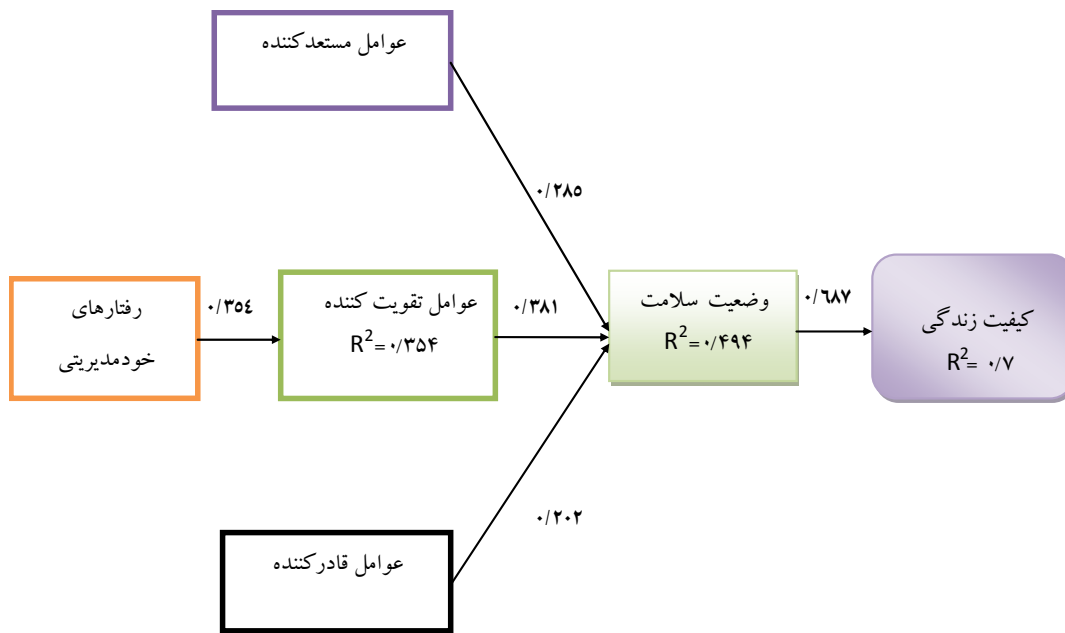 عوامل مستعدکننده
۰/۲۸۵
رفتارهای
خودمدیریتی
۰/۳۵٤
عوامل تقویت کننده
R²=۰/۳۵۴
۰/۳۸۱
وضعیت سلامت
R²=۰/۴۹۴
۰/٦۸۷
کیفیت زندگی
R²= ۰/۷
۰/۲۰۲
عوامل قادرکننده